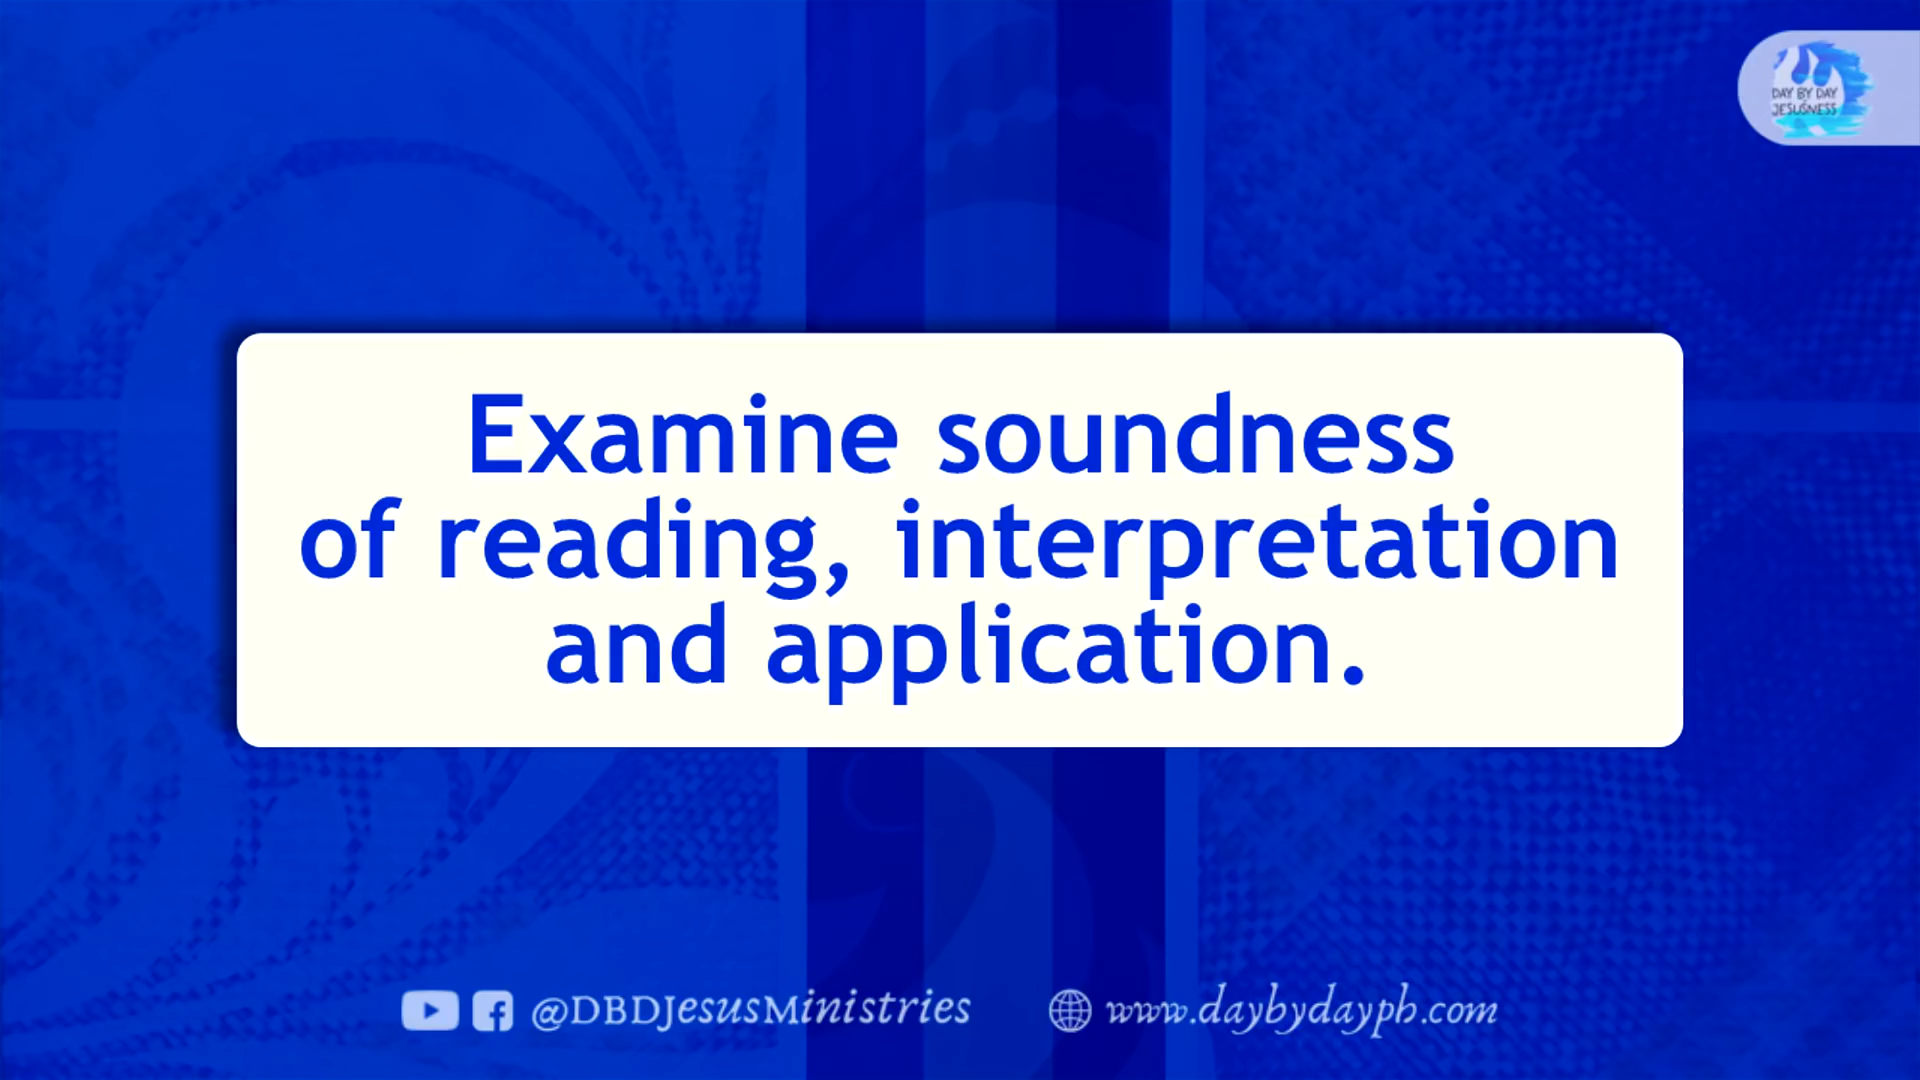 DAY BY DAY
JESUSNESS
Examine soundness
of reading, interpretation
and application.
@DBDJesusMinistries
www.daybydayph.com